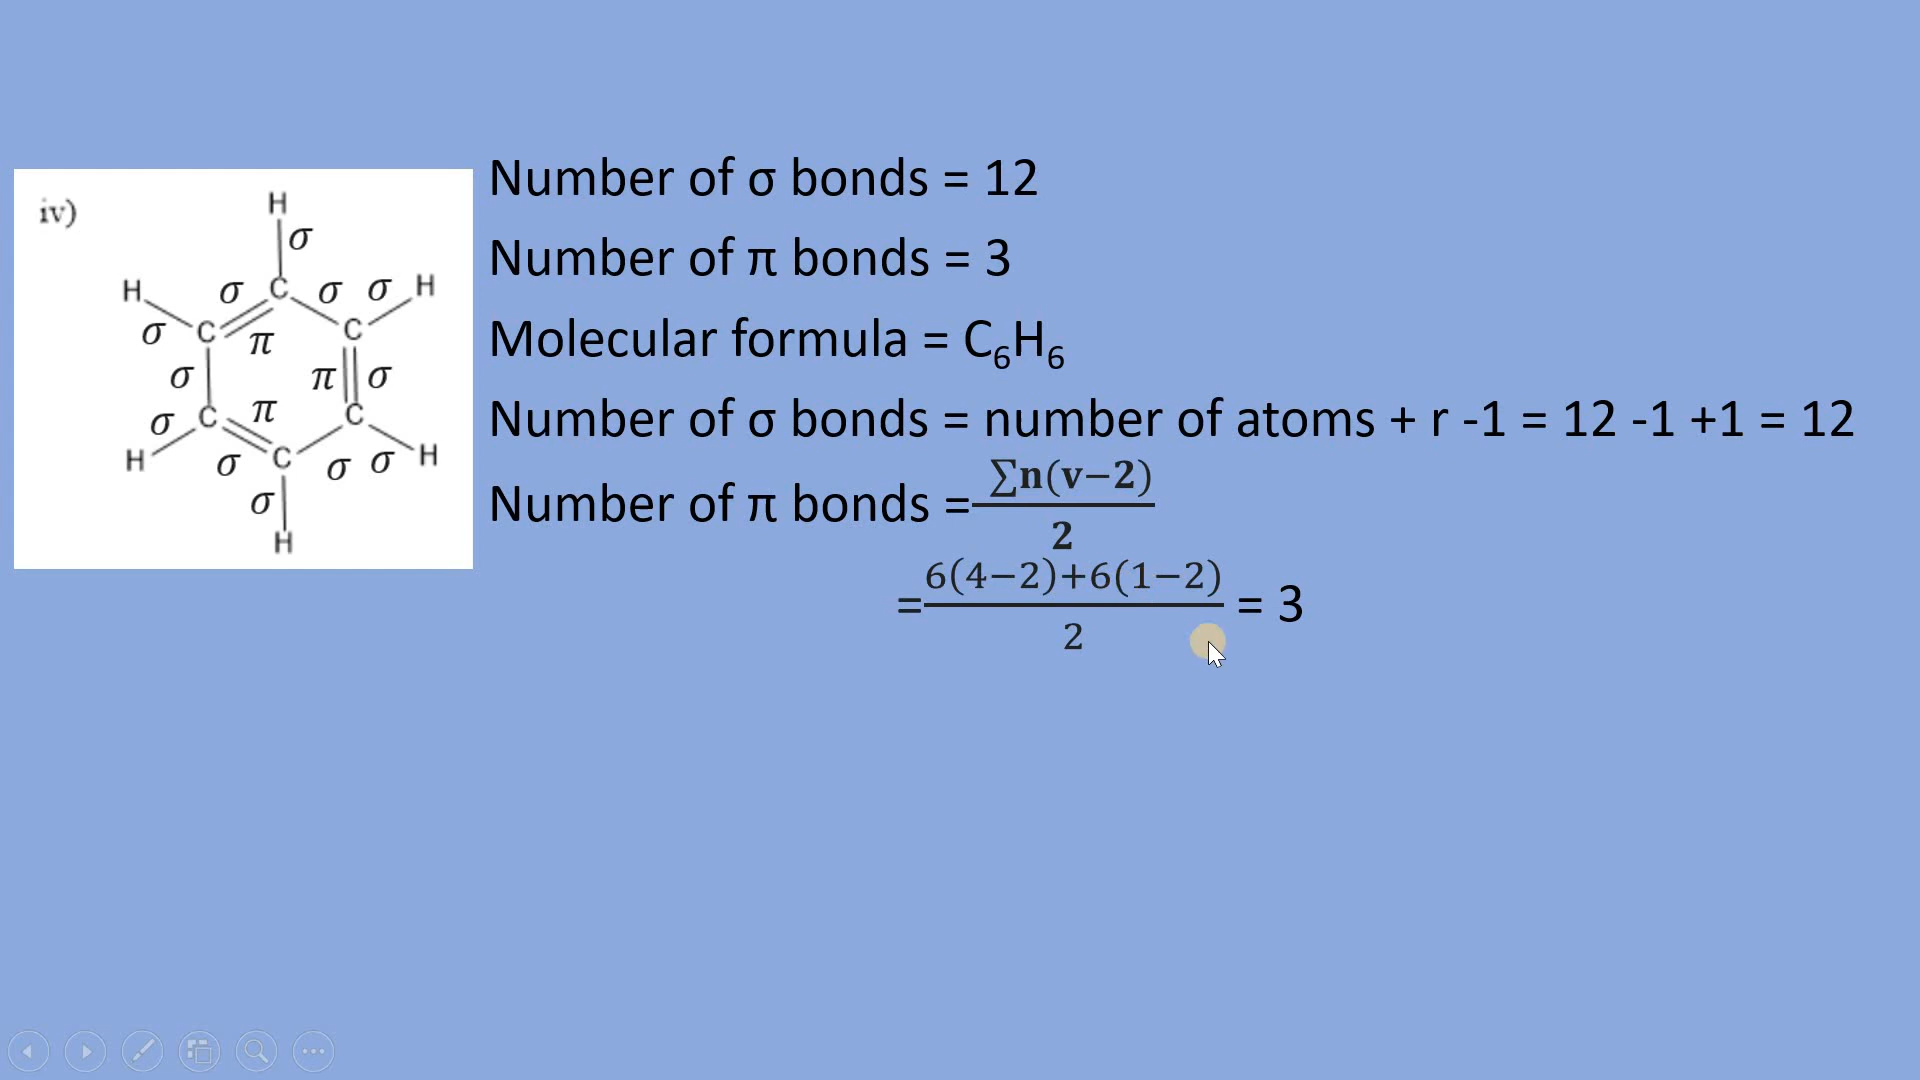 iv)
H
σ
H σ C σ σ H
σ C π C
σ π σ
σ C π C
H σ C σ σ H
σ
H
Number of σ bonds = 12
Number of π bonds = 3
Molecular formula = C₆H₆
Number of σ bonds = number of atoms + r -1 = 12 -1 +1 = 12
Number of π bonds = ∑n(v−2)/2
= 6(4−2)+6(1−2)/2 = 3